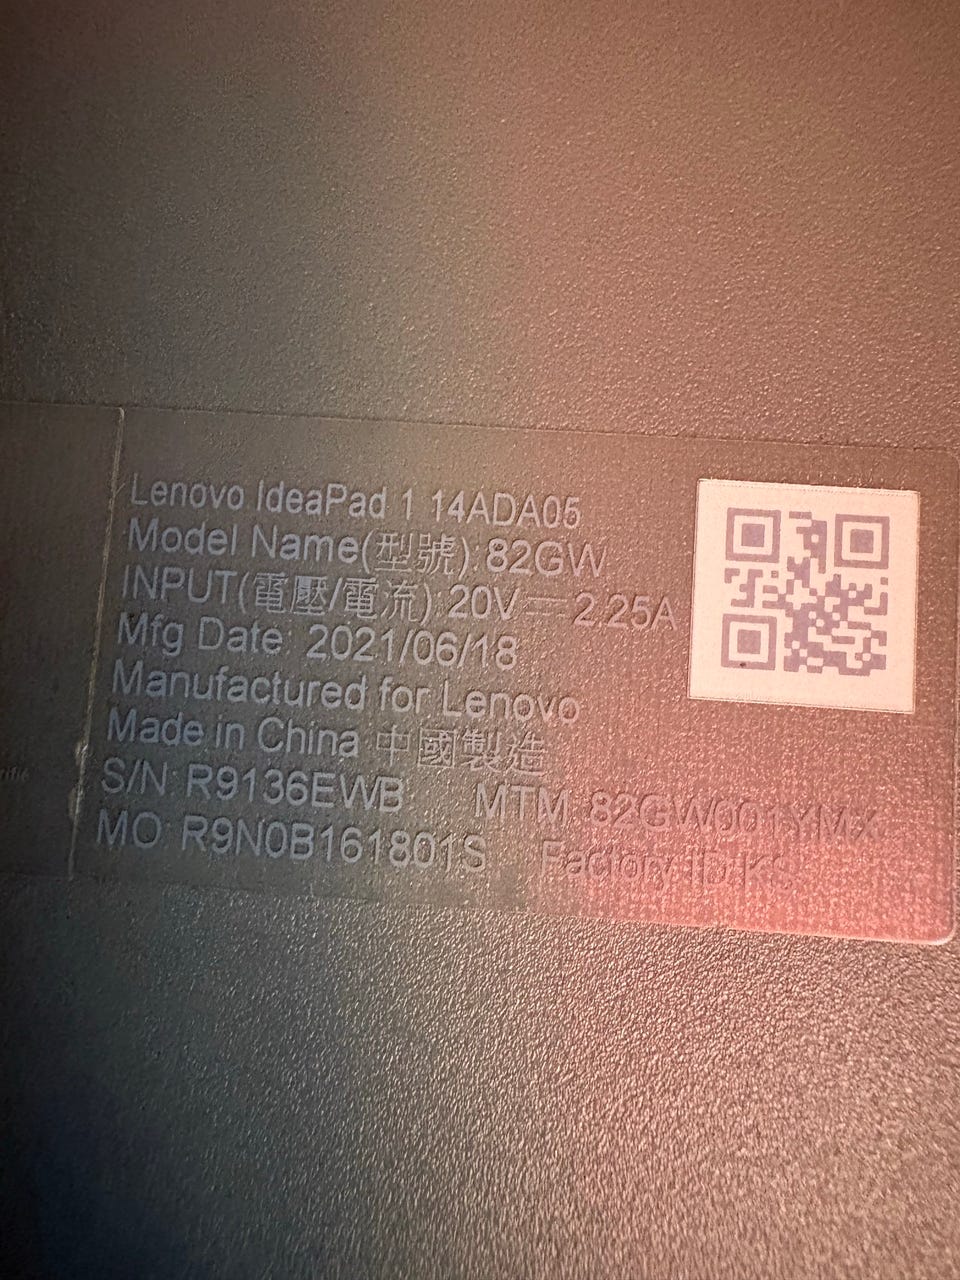 Lenovo IdeaPad 1 14ADA05
Model Name(型號): 82GW
INPUT(電壓/電流): 20V⎓2.25A
Mfg Date: 2021/06/18
Manufactured for Lenovo
Made in China 中國製造
S/N R9136EWB MTM 82GW001YMX
MO R9N0B161801S Factory ID: